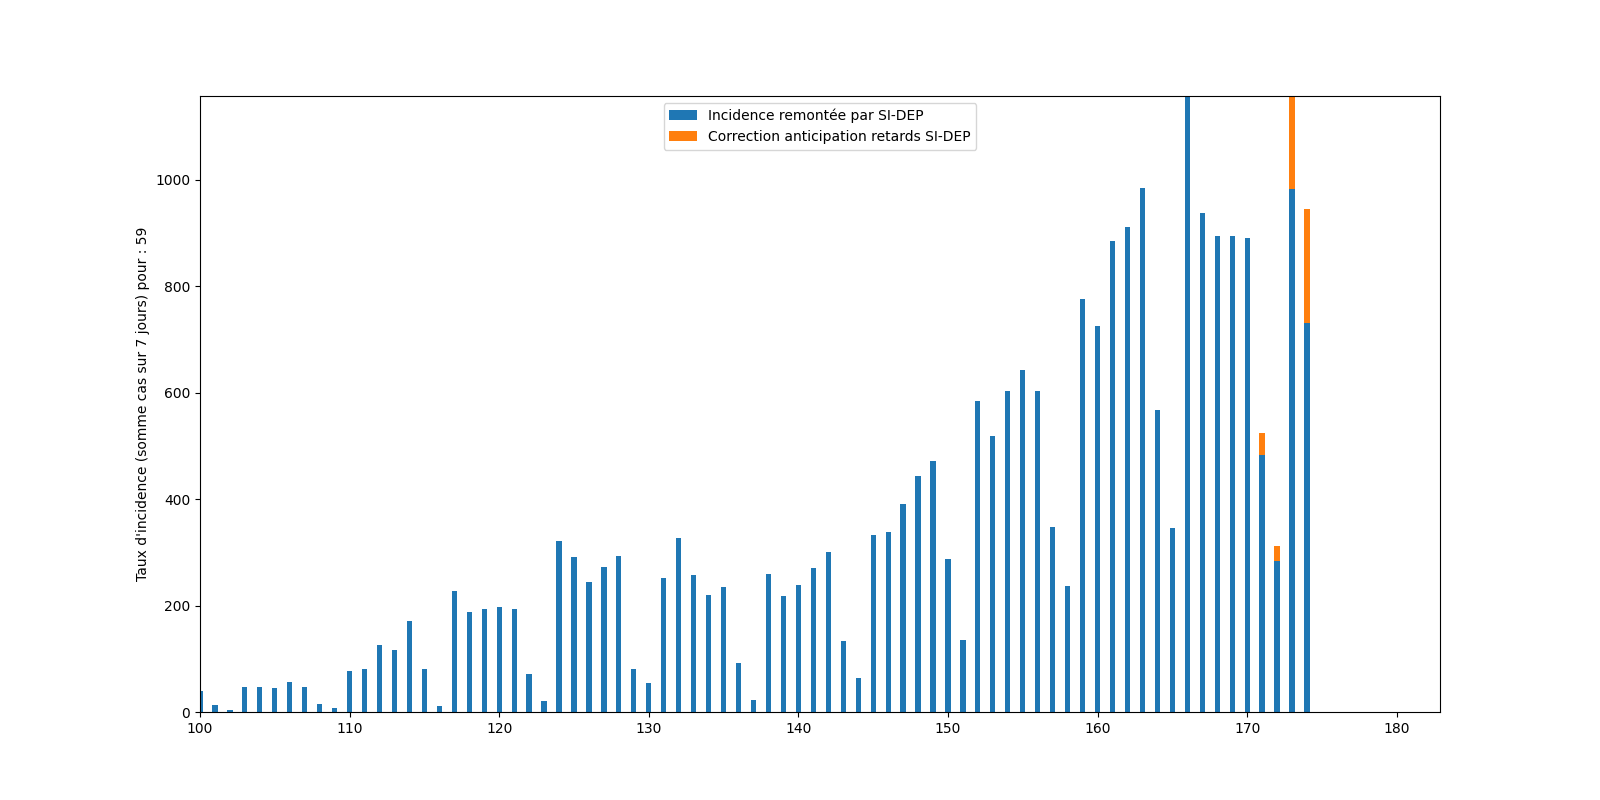 Incidence remontée par SI-DEP
Correction anticipation retards SI-DEP
Taux d'incidence (somme cas sur 7 jours) pour : 59
1000
800
600
400
200
0
100 110 120 130 140 150 160 170 180